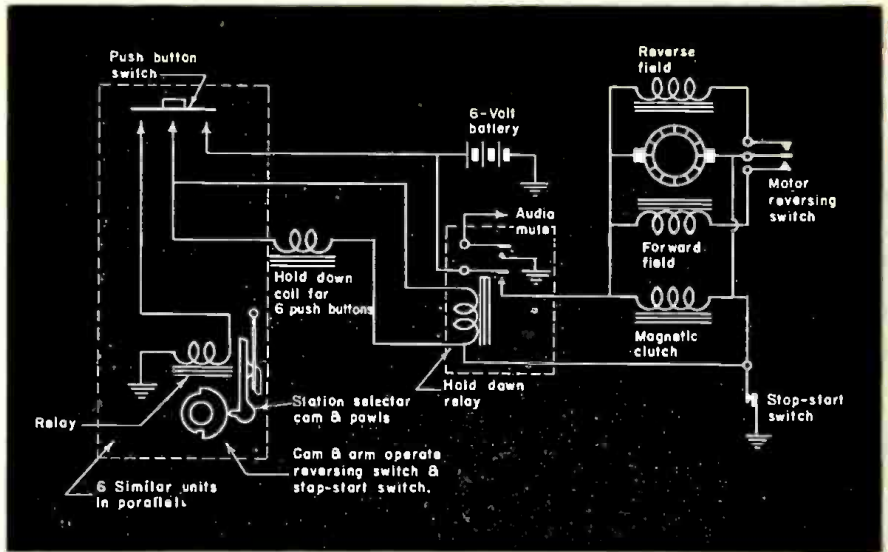 Push button
switch
Reverse
field
6-Volt
battery
Motor
reversing
switch
Audio
mute
Forward
field
Hold down
coil for
6 push buttons
Magnetic
clutch
Hold down
relay
Station selector
cam & pawls
Stop-start
switch
Relay
Cam & arm operate
reversing switch &
stop-start switch.
6 Similar units
in parallel